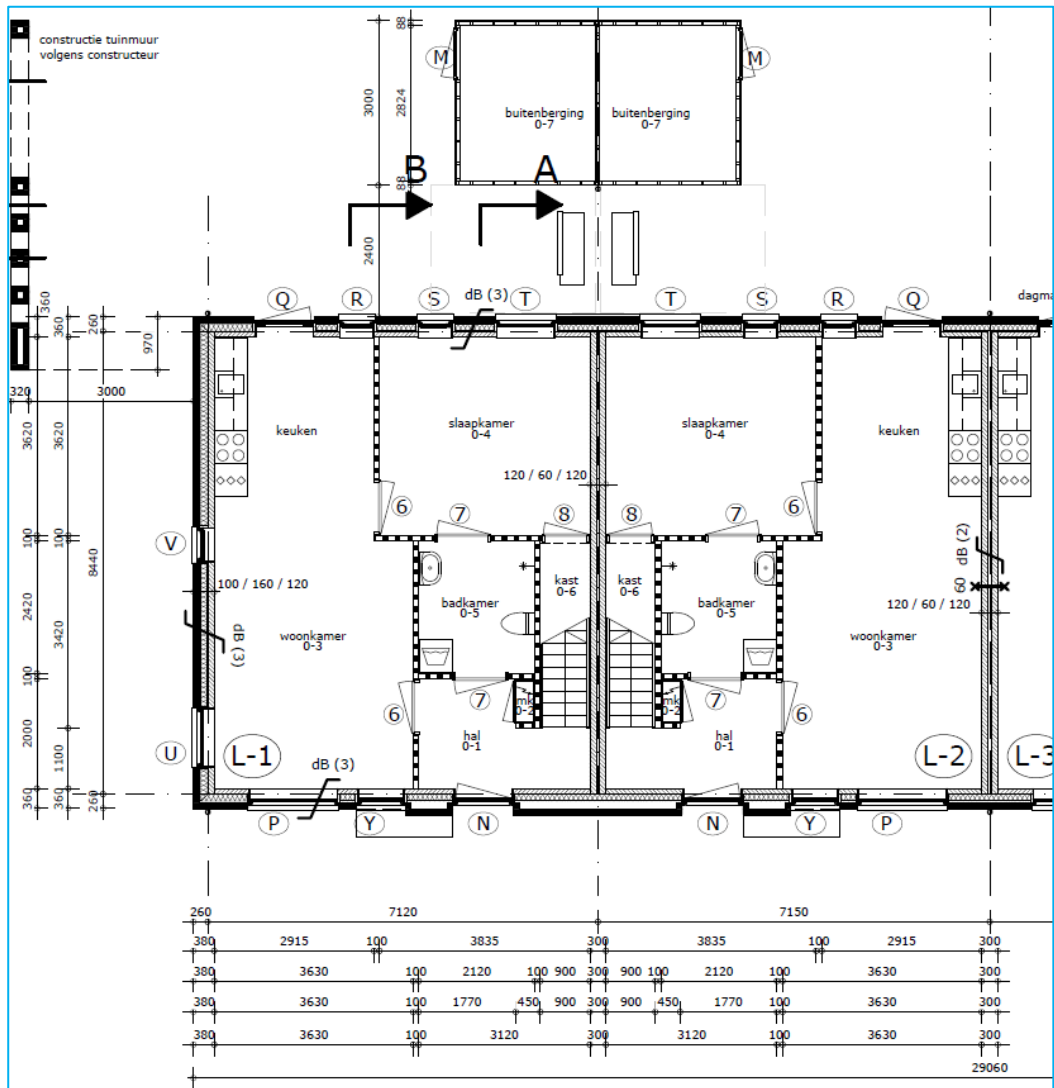 constructie tuinmuur
volgens constructeur
88
M
M
3000
2824
buitenberging
0-7
buitenberging
0-7
88
B
A
2400
360
360
260
970
Q
R
S
dB (3)
T
T
S
R
Q
dagma
320
3000
3620
3620
keuken
slaapkamer
0-4
slaapkamer
0-4
keuken
120 / 60 / 120
6
7
8
8
7
6
V
100
100
8440
100 / 160 / 120
dB (2)
60
2420
3420
badkamer
0-5
kast
0-6
kast
0-6
badkamer
0-5
120 / 60 / 120
woonkamer
0-3
dB (3)
woonkamer
0-3
100
6
7
mk
0-2
mk
0-2
7
6
2000
1100
U
L-1
dB (3)
hal
0-1
hal
0-1
L-2
L-3
360
360
260
P
Y
N
N
Y
P
260
7120
7150
380
2915
100
3835
300
3835
100
2915
300
380
3630
100
2120
100
900
300
900
100
2120
100
3630
300
380
3630
100
1770
450
900
300
900
450
1770
100
3630
300
380
3630
100
3120
300
3120
100
3630
300
29060